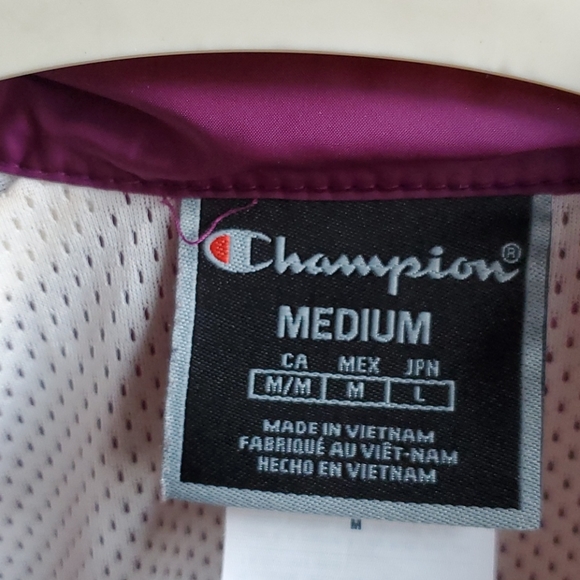 Champion®
MEDIUM
CA MEX JPN
M/M M L
MADE IN VIETNAM
FABRIQUÉ AU VIÊT-NAM
HECHO EN VIETNAM
M